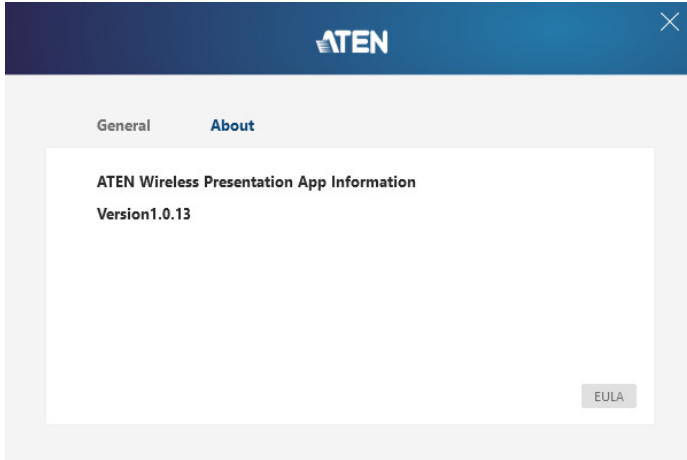 ATEN
General About
ATEN Wireless Presentation App Information
Version1.0.13
EULA